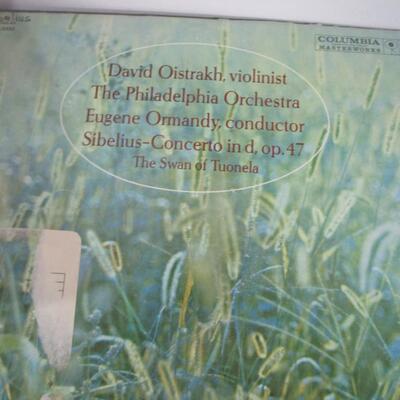 COLUMBIA
MASTERWORKS
David Oistrakh, violinist
The Philadelphia Orchestra
Eugene Ormandy, conductor
Sibelius-Concerto in d, op. 47
The Swan of Tuonela